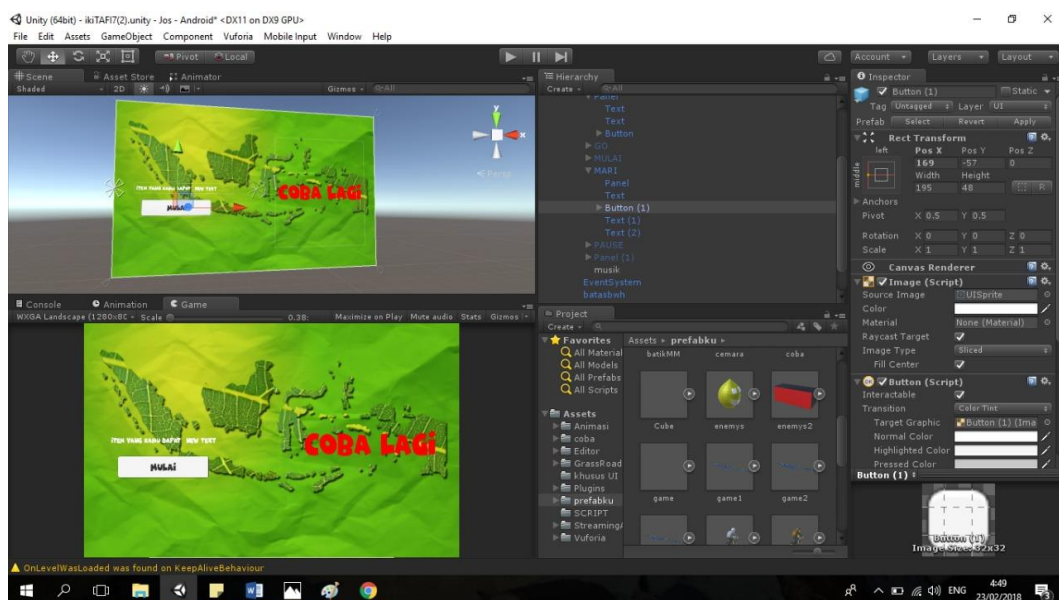 Unity (64bit) - ikiTAFI7(2).unity - Jos - Android* <DX11 on DX9 GPU>
File Edit Assets GameObject Component Vuforia Mobile Input Window Help
Pivot Local
Account Layers Layout
Scene Asset Store Animator
Shaded 2D Gizmos All
Persp
ITEM YANG KAMU DAPAT NEW TEXT
MULAI
COBA LAGI
Console Animation Game
WXGA Landscape (1280x80 Scale 0.38: Maximize on Play Mute audio Stats Gizmos
ITEM YANG KAMU DAPAT NEW TEXT
MULAI
COBA LAGI
Hierarchy
Create All
Panel
Text
Text
Button
GO
MULAI
MARI
Panel
Text
Button (1)
Text (1)
Text (2)
PAUSE
Panel (1)
musik
EventSystem
batasbwh
Project
Create
Favorites
All Material
All Models
All Prefabs
All Scripts
Assets
Animasi
coba
Editor
GrassRoad
khusus UI
Plugins
prefabku
SCRIPT
Streaming
Vuforia
Assets prefabku
batikMM cemara coba
Cube enemys enemys2
game game1 game2
Inspector
Button (1) Static
Tag Untagged Layer UI
Prefab Select Revert Apply
Rect Transform
left Pos X Pos Y Pos Z
middle 169 -57 0
Width Height
195 48 R
Anchors
Pivot X 0.5 Y 0.5
Rotation X 0 Y 0 Z 0
Scale X 1 Y 1 Z 1
Canvas Renderer
Image (Script)
Source Image UISprite
Color
Material None (Material)
Raycast Target
Image Type Sliced
Fill Center
Button (Script)
Interactable
Transition Color Tint
Target Graphic Button (1) (Ima
Normal Color
Highlighted Color
Pressed Color
Button (1)
Button (1)
Image Size: 32x32
OnLevelWasLoaded was found on KeepAliveBehaviour
ENG 4:49
23/02/2018 3